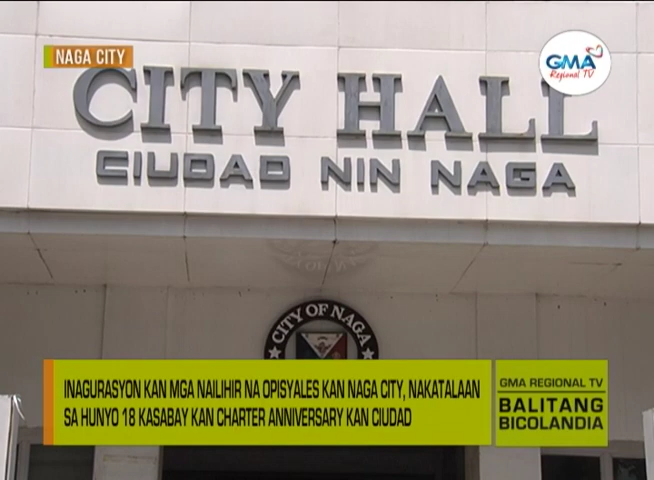 NAGA CITY
GMA
Regional TV
CITY HALL
CIUDAD NIN NAGA
CITY OF NAGA
INAGURASYON KAN MGA NAILIHIR NA OPISYALES KAN NAGA CITY, NAKATALAAN
SA HUNYO 18 KASABAY KAN CHARTER ANNIVERSARY KAN CIUDAD
GMA REGIONAL TV
BALITANG
BICOLANDIA